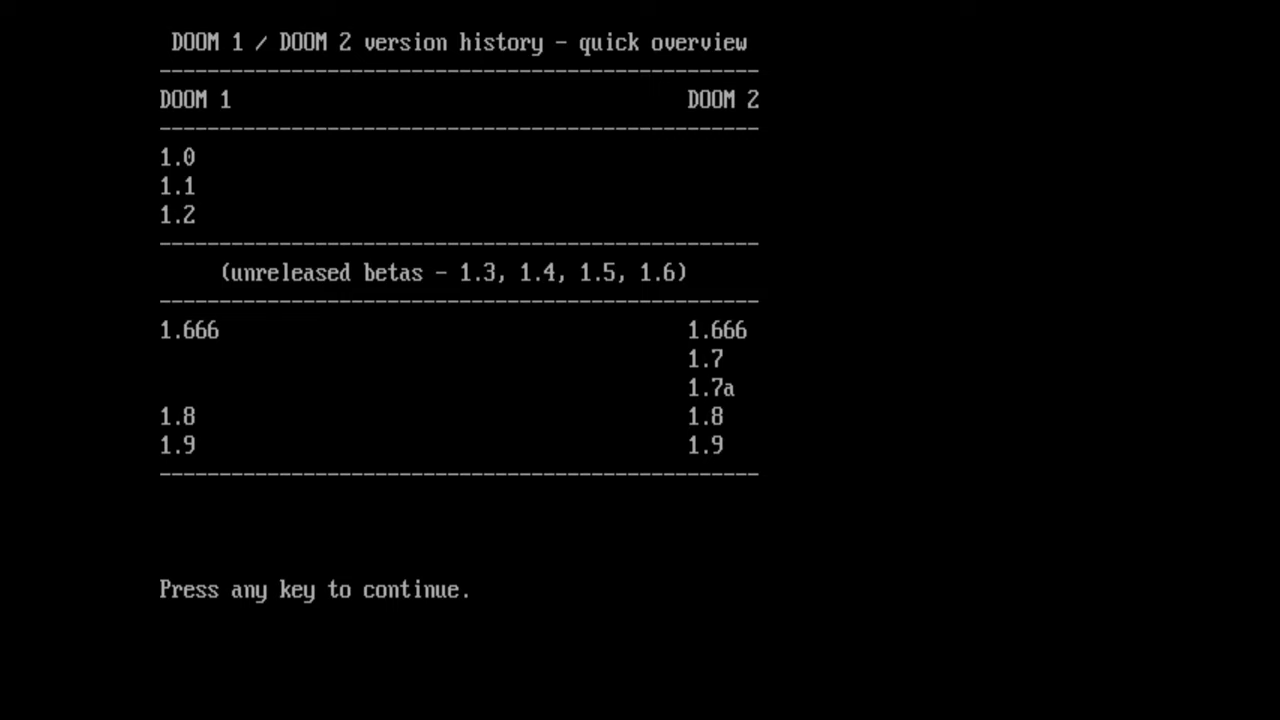 DOOM 1 / DOOM 2 version history - quick overview
--------------------------------------------------
DOOM 1                                      DOOM 2
--------------------------------------------------
1.0
1.1
1.2
--------------------------------------------------
(unreleased betas - 1.3, 1.4, 1.5, 1.6)
--------------------------------------------------
1.666                                       1.666
1.7
1.7a
1.8                                         1.8
1.9                                         1.9
--------------------------------------------------
Press any key to continue.